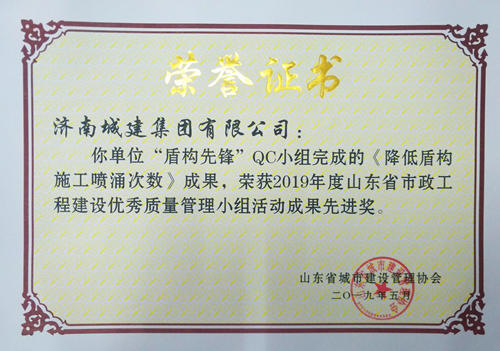 荣誉证书
济南城建集团有限公司：
你单位“盾构先锋”QC小组完成的《降低盾构
施工喷涌次数》成果，荣获2019年度山东省市政工
程建设优秀质量管理小组活动成果先进奖。
山东省城市建设管理协会
二〇一九年五月